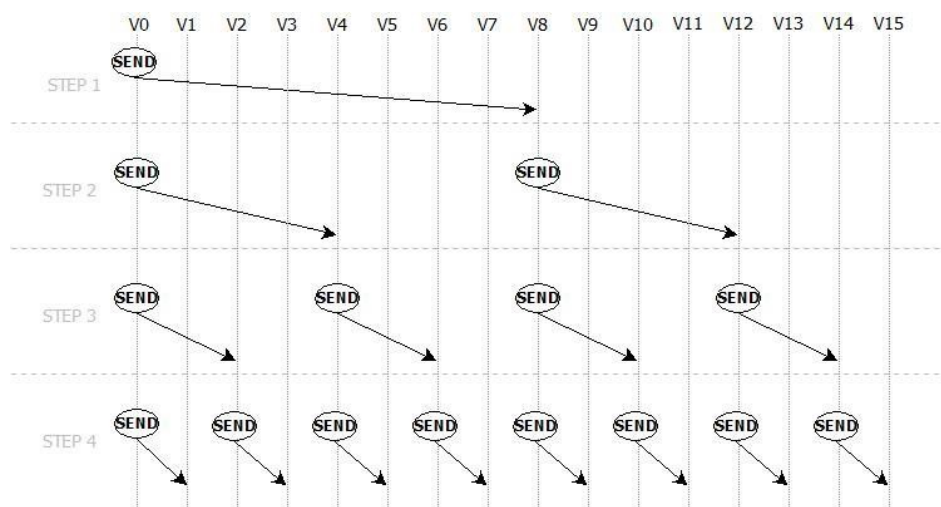 V0 V1 V2 V3 V4 V5 V6 V7 V8 V9 V10 V11 V12 V13 V14 V15
SEND
STEP 1
SEND SEND
STEP 2
SEND SEND SEND SEND
STEP 3
SEND SEND SEND SEND SEND SEND SEND SEND
STEP 4